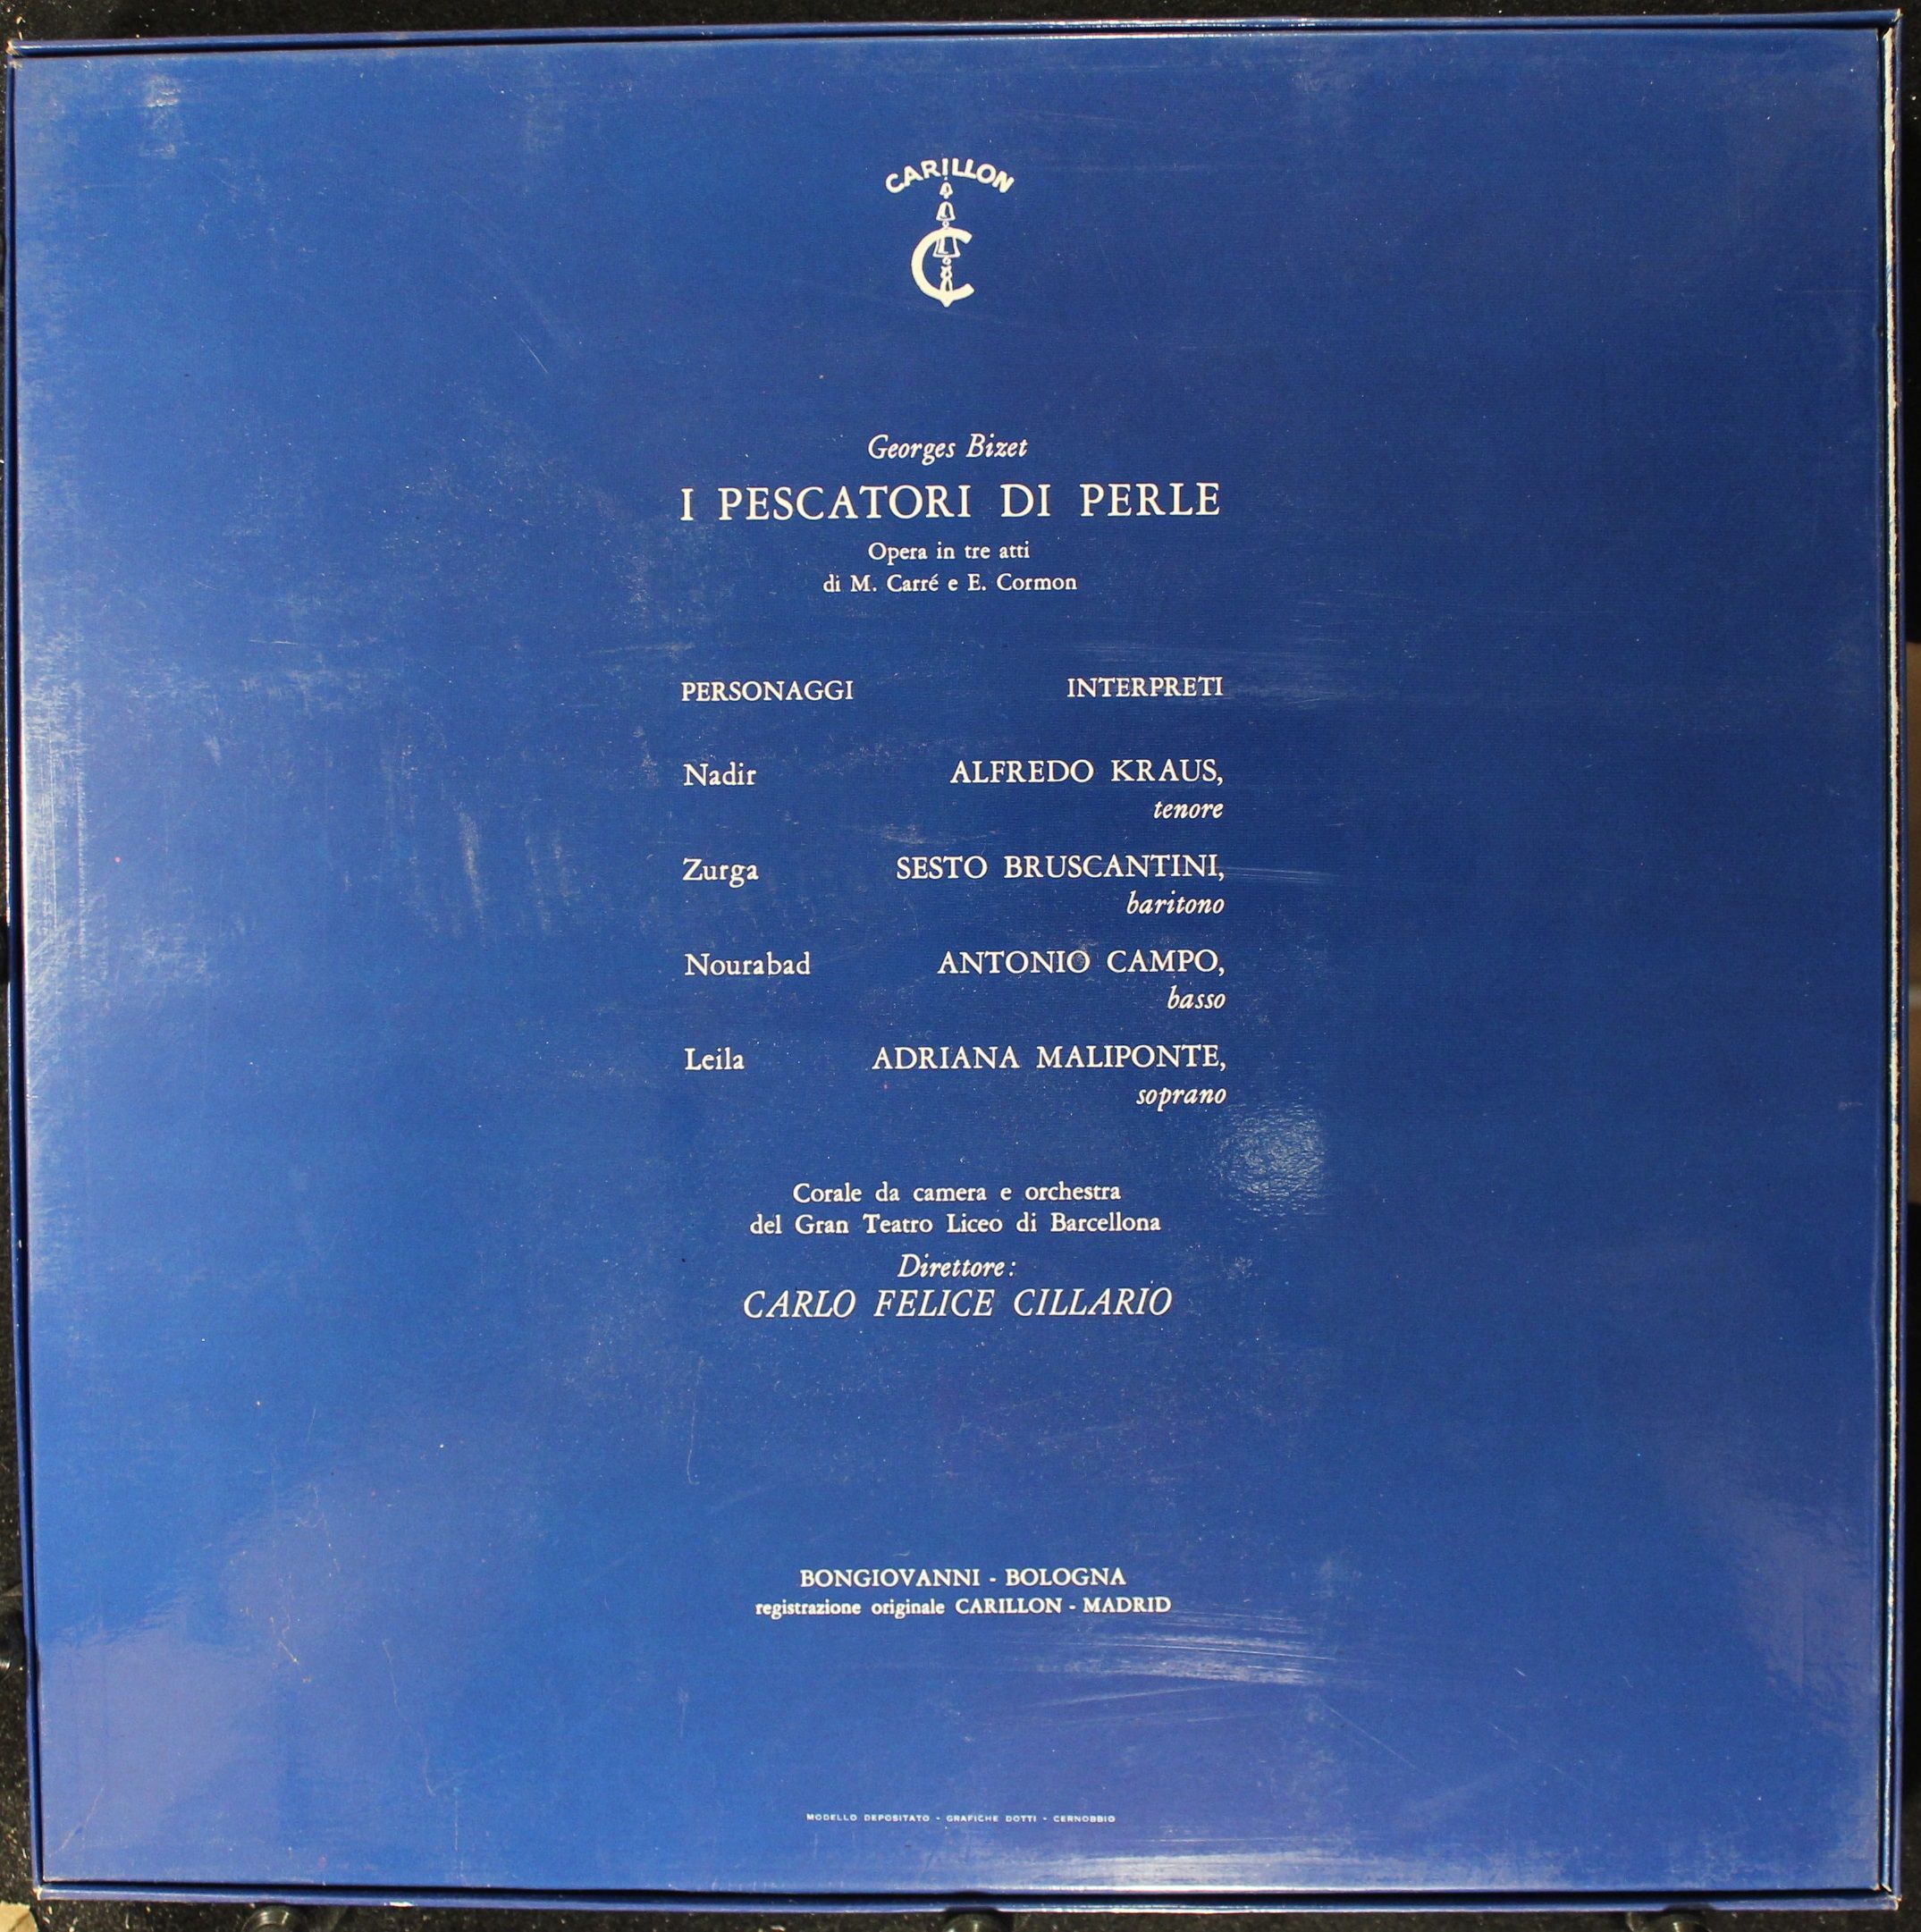 CARILLON
C
Georges Bizet
I PESCATORI DI PERLE
Opera in tre atti
di M. Carré e E. Cormon
PERSONAGGI INTERPRETI
Nadir ALFREDO KRAUS,
tenore
Zurga SESTO BRUSCANTINI,
baritono
Nourabad ANTONIO CAMPO,
basso
Leila ADRIANA MALIPONTE,
soprano
Corale da camera e orchestra
del Gran Teatro Liceo di Barcellona
Direttore:
CARLO FELICE CILLARIO
BONGIOVANNI - BOLOGNA
registrazione originale CARILLON - MADRID
MODELLO DEPOSITATO - GRAFICHE DOTTI - CERNOBBIO